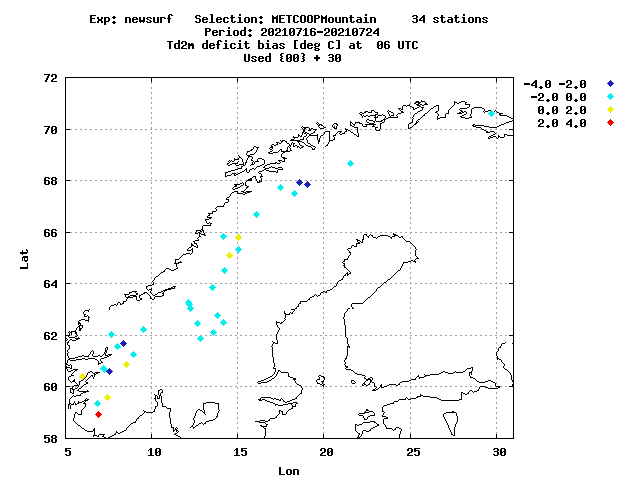 Exp: newsurf   Selection: METCOOPMountain     34 stations
Period: 20210716-20210724
Td2m deficit bias [deg C] at  06 UTC
Used {00} + 30
-4.0 -2.0
-2.0 0.0
0.0 2.0
2.0 4.0
72
70
68
66
64
62
60
58
Lat
5 10 15 20 25 30
Lon